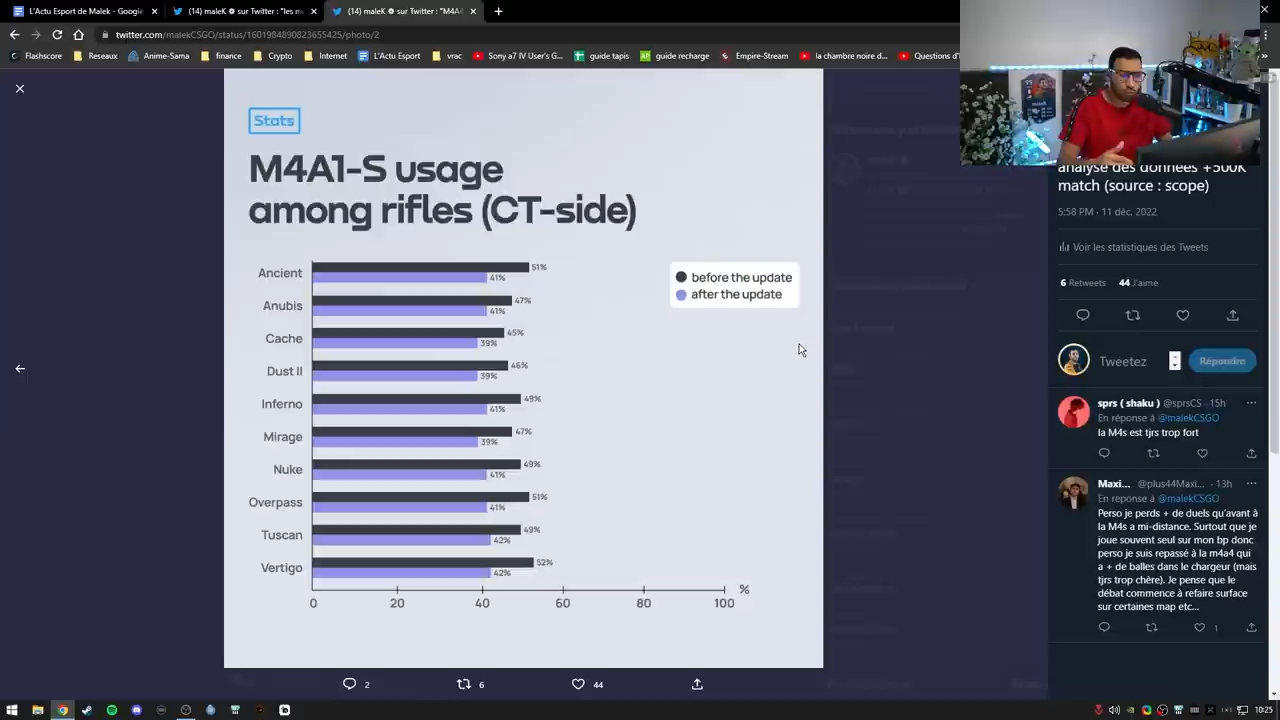 L'Actu Esport de Malek - Google
(14) maleK sur Twitter : "les m
(14) maleK sur Twitter : "M4A
twitter.com/malekCSGO/status/1601984890823655425/photo/2
Flashscore
Reseaux
Anime-Sama
finance
Crypto
Internet
L'Actu Esport
vrac
Sony a7 IV User's G...
guide tapis
guide recharge
Empire-Stream
la chambre noire d...
Questions d'
Stats
M4A1-S usage
among rifles (CT-side)
before the update
after the update
Ancient 51% 41%
Anubis 47% 41%
Cache 45% 39%
Dust II 46% 39%
Inferno 49% 41%
Mirage 47% 39%
Nuke 49% 41%
Overpass 51% 41%
Tuscan 49% 42%
Vertigo 52% 42%
0 20 40 60 80 100 %
2 6 44
analyse des données +500K
match (source : scope)
5:58 PM · 11 déc. 2022
Voir les statistiques des Tweets
6 Retweets 44 J'aime
Tweetez Répondre
sprs ( shaku ) @sprsCS · 15h
En réponse à @malekCSGO
la M4s est tjrs trop fort
Maxi... @plus44Maxi... · 13h
En réponse à @malekCSGO
Perso je perds + de duels qu'avant à
la M4s a mi-distance. Surtout que je
joue souvent seul sur mon bp donc
perso je suis repassé à la m4a4 qui
a + de balles dans le chargeur (mais
tjrs trop chère). Je pense que le
débat commence à refaire surface
sur certaines map etc...
1
10:25